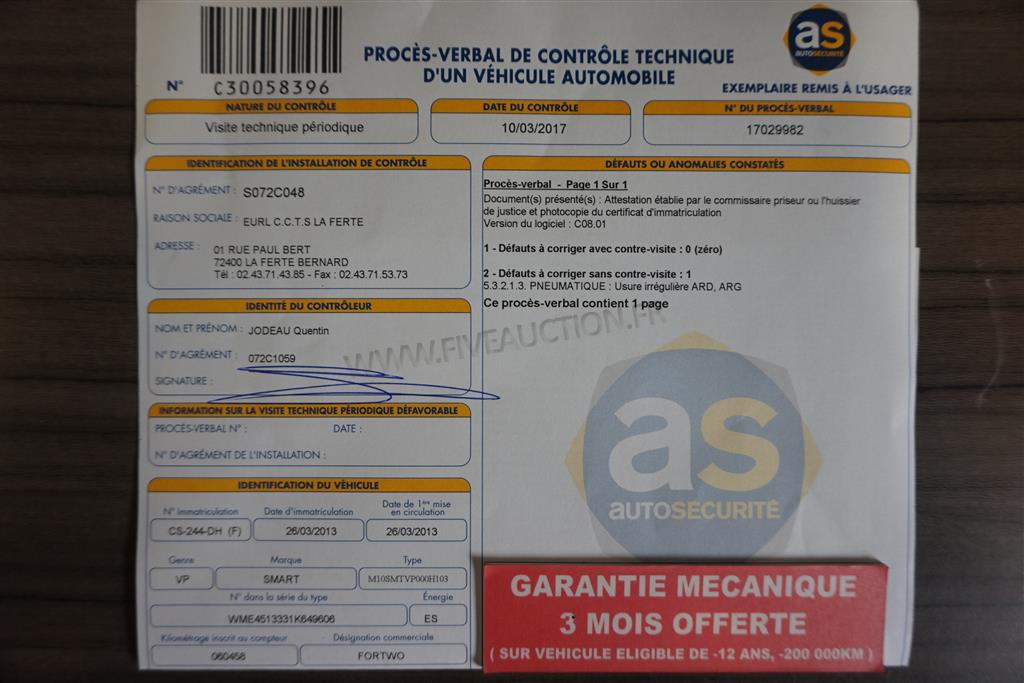 N° C30058396
PROCÈS-VERBAL DE CONTRÔLE TECHNIQUE
D'UN VÉHICULE AUTOMOBILE
as
AUTOSÉCURITÉ
EXEMPLAIRE REMIS À L'USAGER
NATURE DU CONTRÔLE
Visite technique périodique
DATE DU CONTRÔLE
10/03/2017
N° DU PROCÈS-VERBAL
17029982
IDENTIFICATION DE L'INSTALLATION DE CONTRÔLE
N° D'AGRÉMENT : S072C048
RAISON SOCIALE : EURL C.C.T.S LA FERTE
ADRESSE : 01 RUE PAUL BERT
72400 LA FERTE BERNARD
Tél : 02.43.71.43.85 - Fax : 02.43.71.53.73
IDENTITÉ DU CONTRÔLEUR
NOM ET PRÉNOM : JODEAU Quentin
N° D'AGRÉMENT : 072C1059
SIGNATURE :
INFORMATION SUR LA VISITE TECHNIQUE PÉRIODIQUE DÉFAVORABLE
PROCÈS-VERBAL N° : DATE :
N° D'AGRÉMENT DE L'INSTALLATION :
IDENTIFICATION DU VÉHICULE
N° Immatriculation Date d'immatriculation Date de 1ère mise
en circulation
CS-244-DH (F) 26/03/2013 26/03/2013
Genre Marque Type
VP SMART M10SMTVP000H103
N° dans la série du type Énergie
WME4513331K649606 ES
Kilométrage inscrit au compteur Désignation commerciale
060458 FORTWO
DÉFAUTS OU ANOMALIES CONSTATÉS
Procès-verbal - Page 1 Sur 1
Document(s) présenté(s) : Attestation établie par le commissaire priseur ou l'huissier
de justice et photocopie du certificat d'immatriculation
Version du logiciel : C08.01
1 - Défauts à corriger avec contre-visite : 0 (zéro)
2 - Défauts à corriger sans contre-visite : 1
5.3.2.1.3. PNEUMATIQUE : Usure irrégulière ARD, ARG
Ce procès-verbal contient 1 page
WWW.FIVEAUCTION.FR
as
AUTOSÉCURITÉ
GARANTIE MECANIQUE
3 MOIS OFFERTE
( SUR VEHICULE ELIGIBLE DE -12 ANS, -200 000KM )